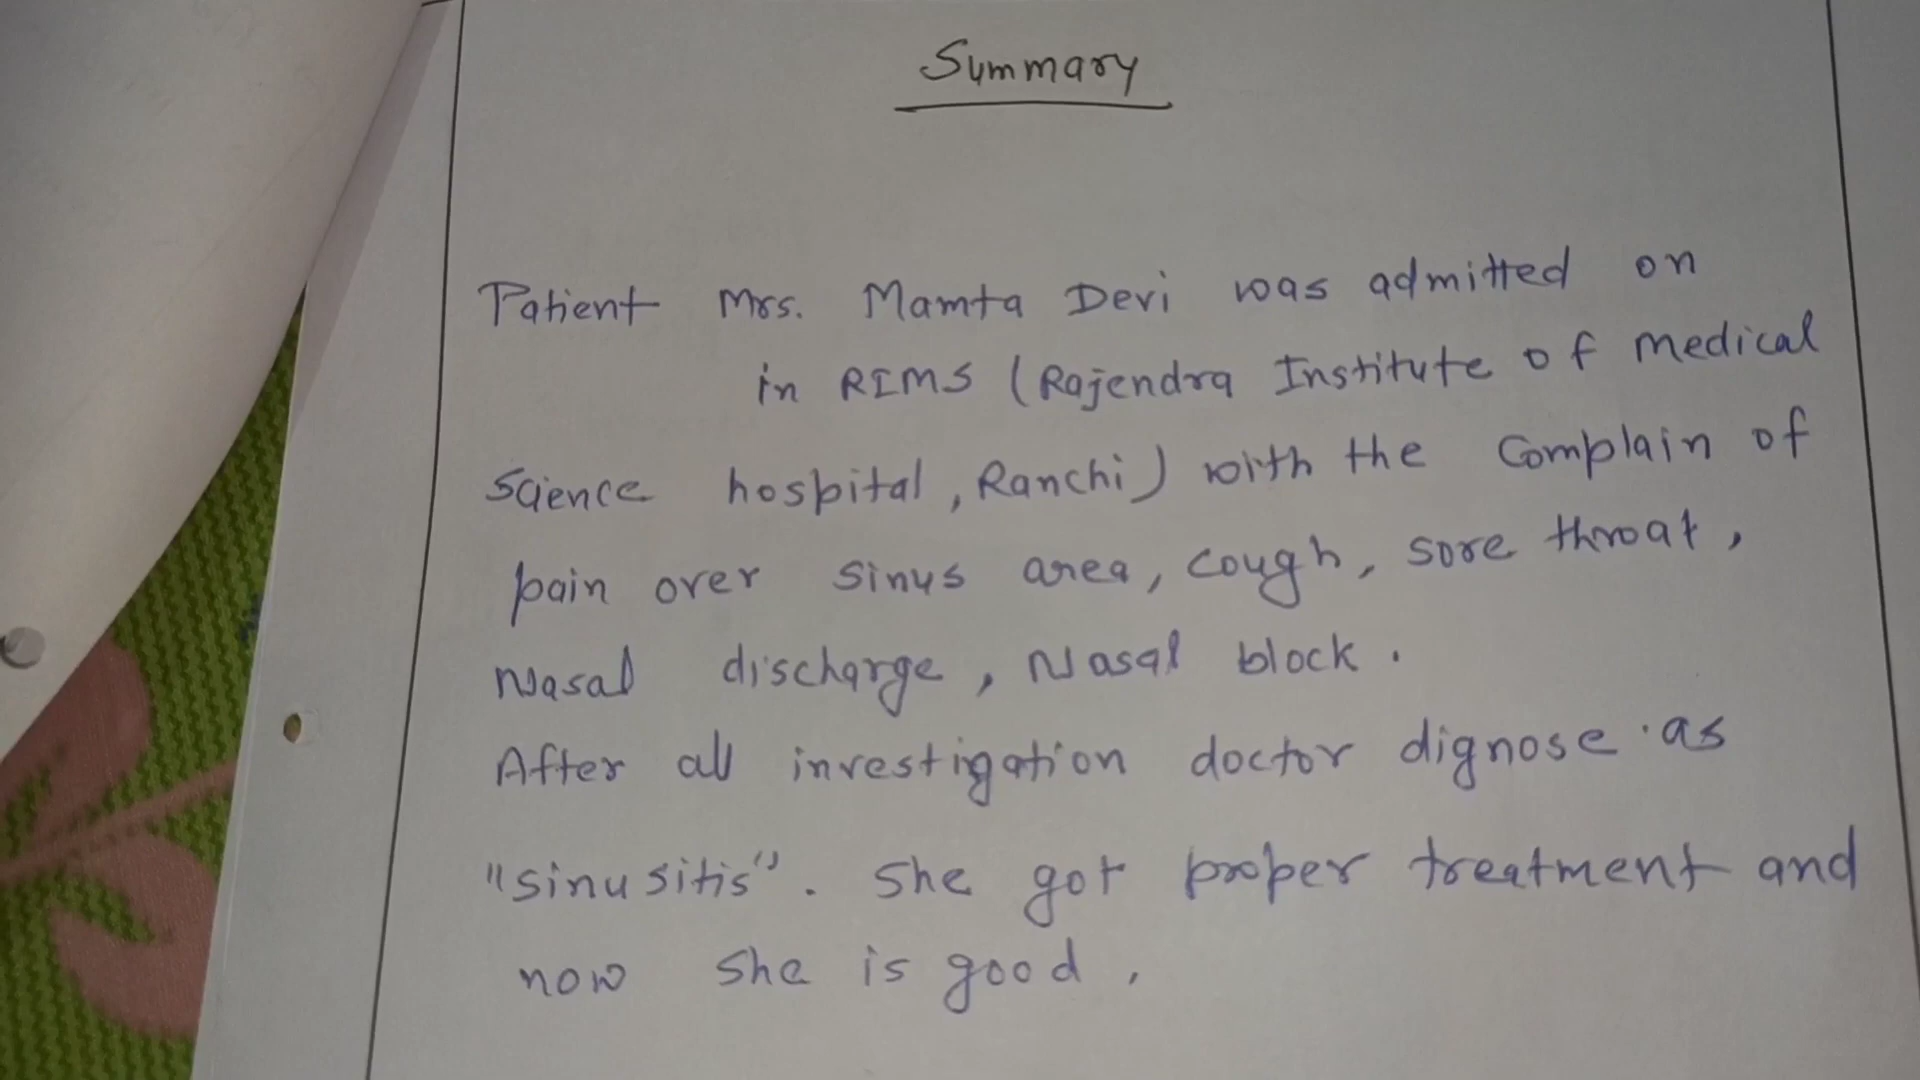 Summary
Patient Mrs. Mamta Devi was admitted on
in RIMS (Rajendra Institute of Medical
Science hospital, Ranchi) with the Complain of
pain over sinus area, cough, sore throat,
Nasal discharge, Nasal block.
After all investigation doctor dignose as
"sinusitis". She got proper treatment and
now she is good.